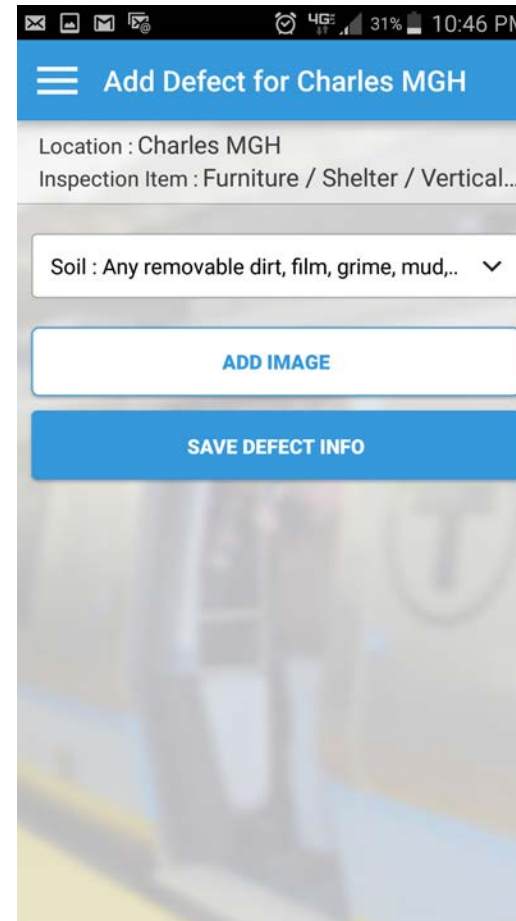 4G 31% 10:46 PM
Add Defect for Charles MGH
Location : Charles MGH
Inspection Item : Furniture / Shelter / Vertical...
Soil : Any removable dirt, film, grime, mud,..
ADD IMAGE
SAVE DEFECT INFO
T